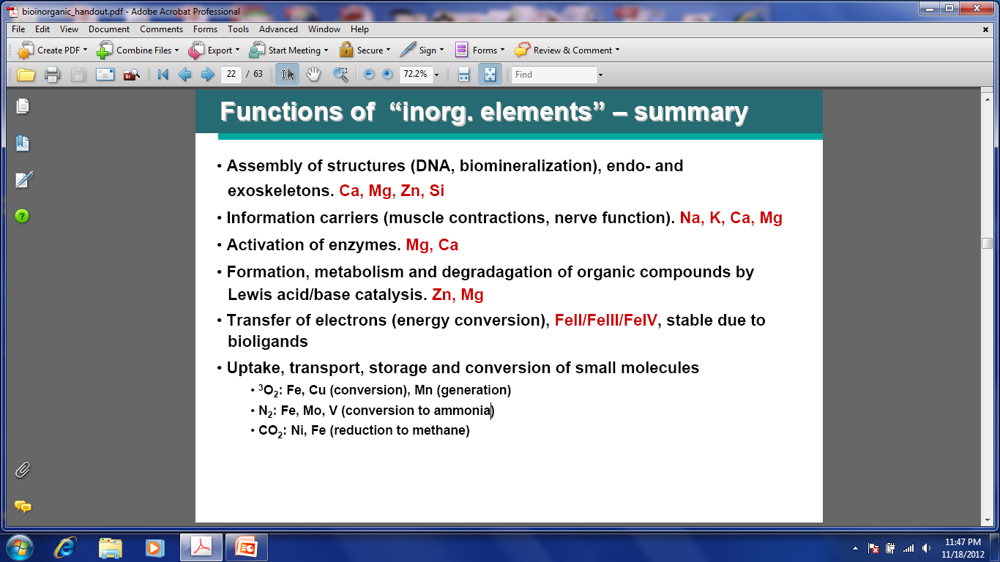 bioinorganic_handout.pdf - Adobe Acrobat Professional
File Edit View Document Comments Forms Tools Advanced Window Help
Create PDF Combine Files Export Start Meeting Secure Sign Forms Review & Comment
22 / 63 72.2% Find
Functions of “inorg. elements” – summary
• Assembly of structures (DNA, biomineralization), endo- and
exoskeletons. Ca, Mg, Zn, Si
• Information carriers (muscle contractions, nerve function). Na, K, Ca, Mg
• Activation of enzymes. Mg, Ca
• Formation, metabolism and degradagation of organic compounds by
Lewis acid/base catalysis. Zn, Mg
• Transfer of electrons (energy conversion), FeII/FeIII/FeIV, stable due to
bioligands
• Uptake, transport, storage and conversion of small molecules
• ³O₂: Fe, Cu (conversion), Mn (generation)
• N₂: Fe, Mo, V (conversion to ammonia)
• CO₂: Ni, Fe (reduction to methane)
11:47 PM
11/18/2012